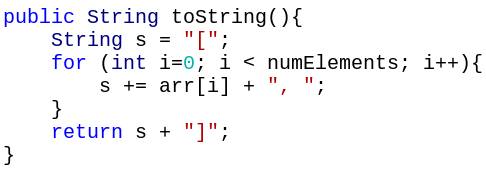 public String toString(){
    String s = "[";
    for (int i=0; i < numElements; i++){
        s += arr[i] + ", ";
    }
    return s + "]";
}